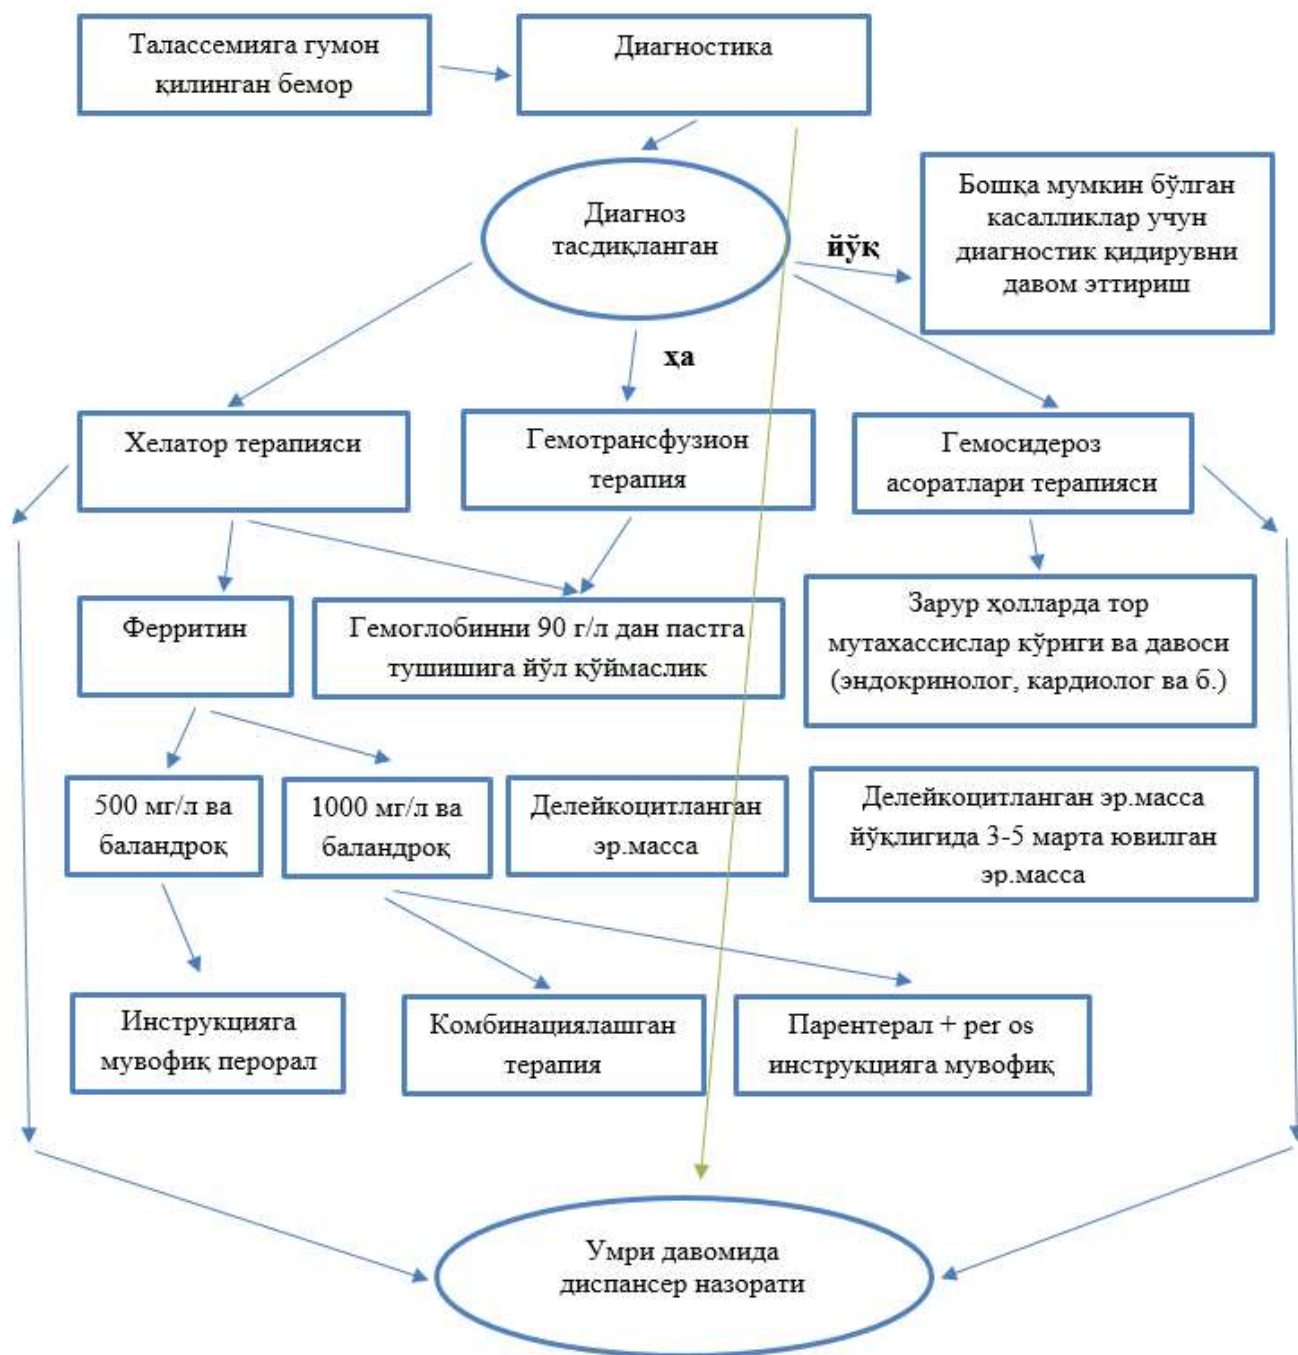 Талассемияга гумон
қилинган бемор
Диагностика
Диагноз
тасдиқланган
йўқ
Бошқа мумкин бўлган
касалликлар учун
диагностик қидирувни
давом эттириш
ҳа
Хелатор терапияси
Гемотрансфузион
терапия
Гемосидероз
асоратлари терапияси
Ферритин
Гемоглобинни 90 г/л дан пастга
тушишига йўл қўймаслик
Зарур ҳолларда тор
мутахассислар кўриги ва давоси
(эндокринолог, кардиолог ва б.)
500 мг/л ва
баландроқ
1000 мг/л ва
баландроқ
Делейкоцитланган
эр.масса
Делейкоцитланган эр.масса
йўқлигида 3-5 марта ювилган
эр.масса
Инструкцияга
мувофиқ перорал
Комбинациялашган
терапия
Парентерал + per os
инструкцияга мувофиқ
Умри давомида
диспансер назорати